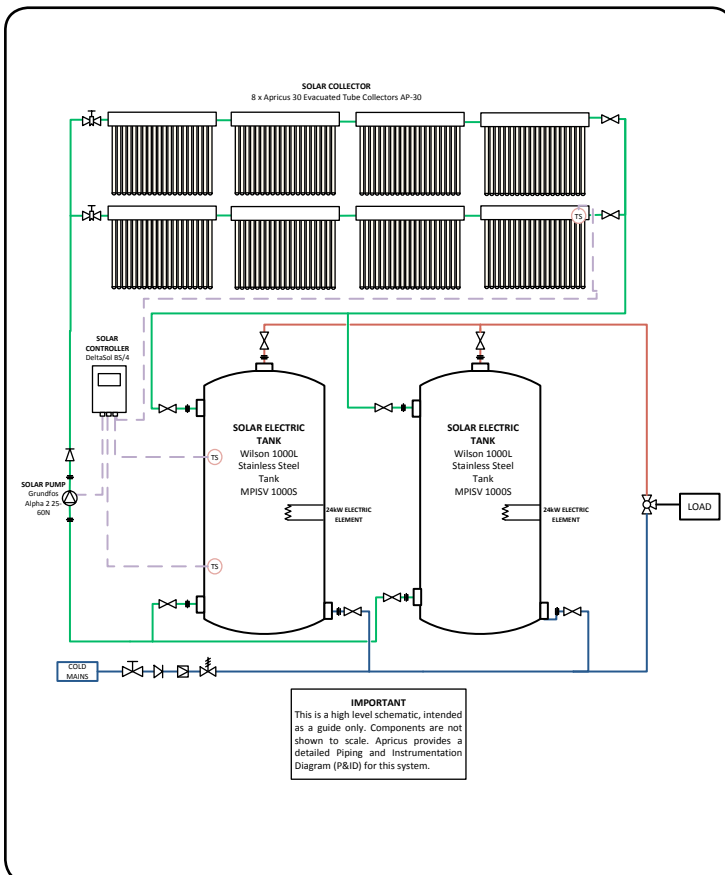 SOLAR COLLECTOR
8 x Apricus 30 Evacuated Tube Collectors AP-30
TS
SOLAR
CONTROLLER
DeltaSol BS/4
SOLAR ELECTRIC
TANK
Wilson 1000L
Stainless Steel
Tank
MPISV 1000S
SOLAR ELECTRIC
TANK
Wilson 1000L
Stainless Steel
Tank
MPISV 1000S
TS
SOLAR PUMP
Grundfos
Alpha 2 25-
60N
24kW ELECTRIC
ELEMENT
24kW ELECTRIC
ELEMENT
LOAD
TS
COLD
MAINS
IMPORTANT
This is a high level schematic, intended
as a guide only. Components are not
shown to scale. Apricus provides a
detailed Piping and Instrumentation
Diagram (P&ID) for this system.